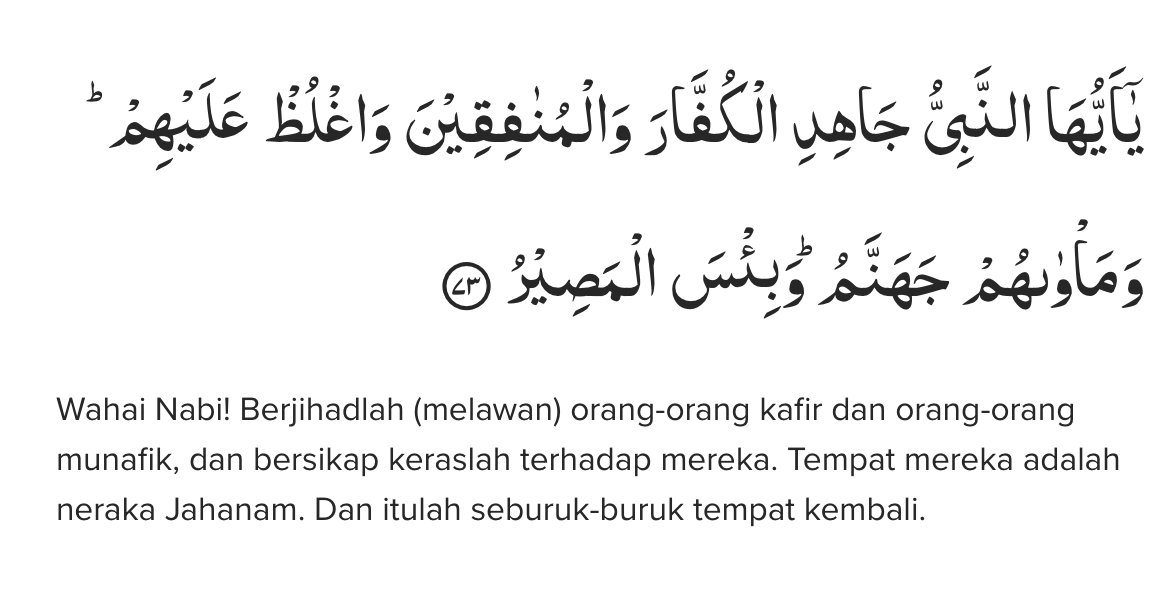 يٰٓاَيُّهَا النَّبِيُّ جَاهِدِ الْكُفَّارَ وَالْمُنٰفِقِيْنَ وَاغْلُظْ عَلَيْهِمْ ۗ
وَمَأْوٰىهُمْ جَهَنَّمُ ۗوَبِئْسَ الْمَصِيْرُ ٧٣
Wahai Nabi! Berjihadlah (melawan) orang-orang kafir dan orang-orang
munafik, dan bersikap keraslah terhadap mereka. Tempat mereka adalah
neraka Jahanam. Dan itulah seburuk-buruk tempat kembali.